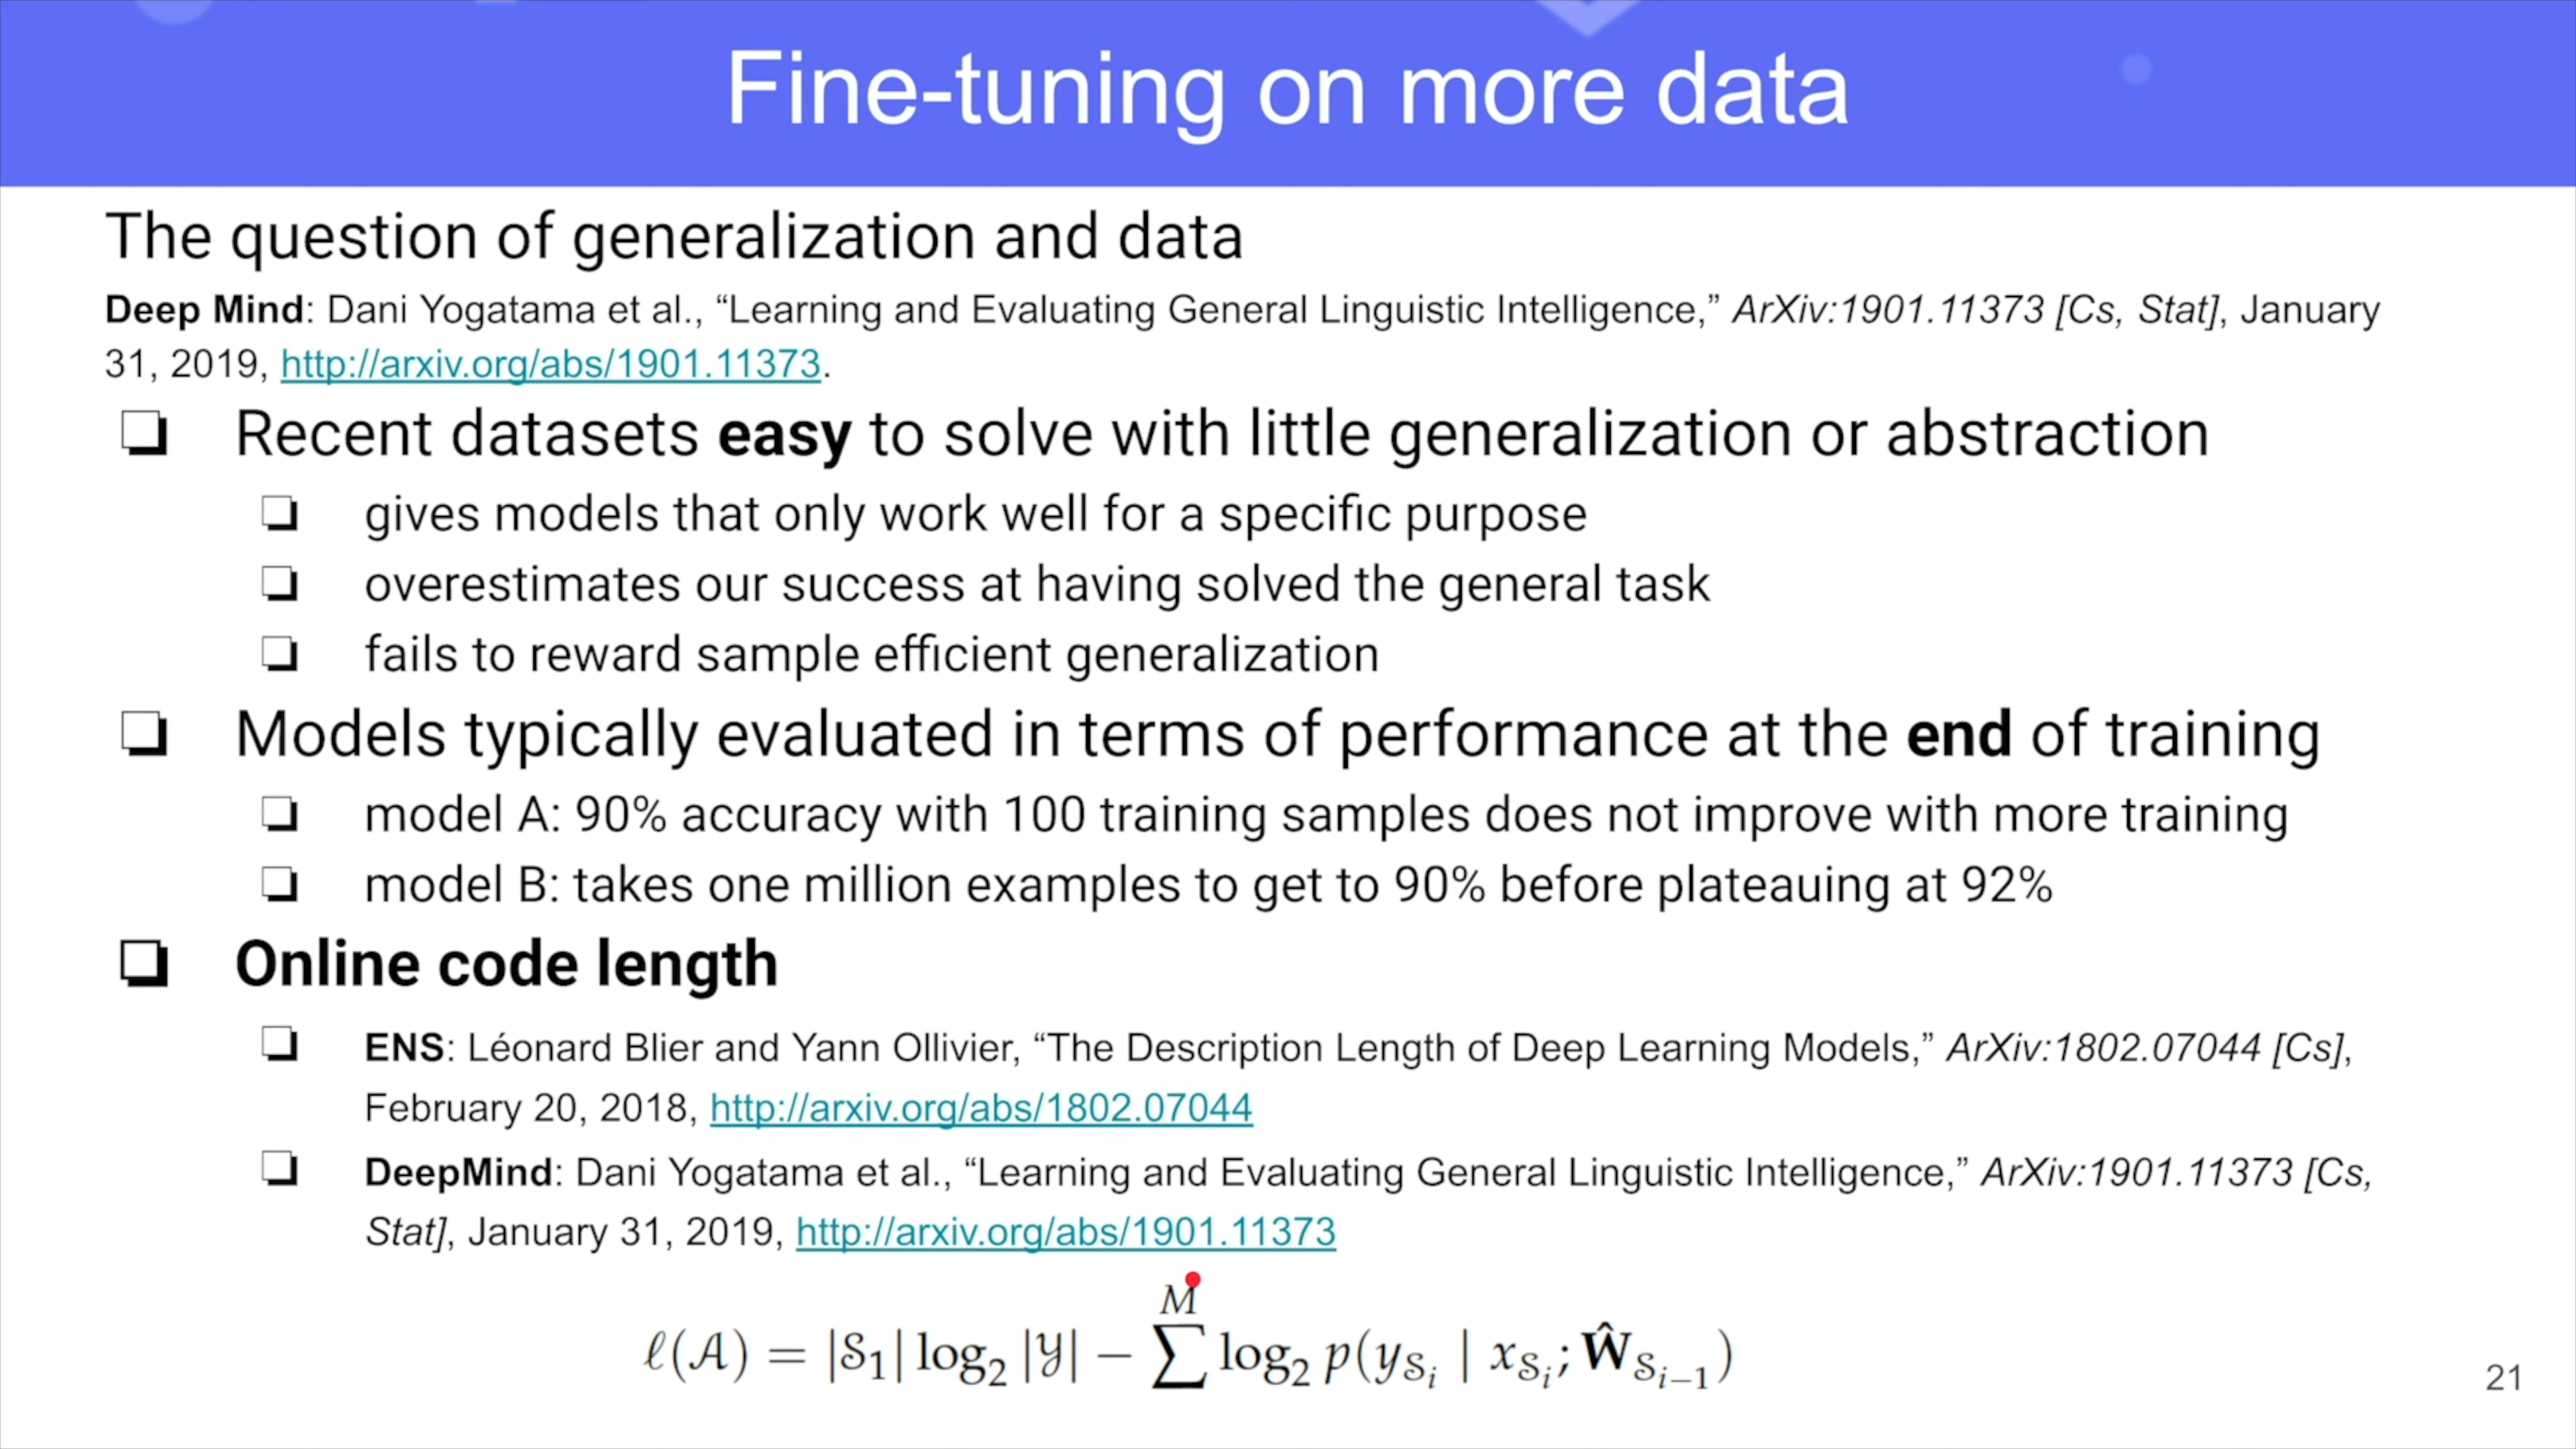 Fine-tuning on more data
The question of generalization and data
Deep Mind: Dani Yogatama et al., “Learning and Evaluating General Linguistic Intelligence,” ArXiv:1901.11373 [Cs, Stat], January
31, 2019, http://arxiv.org/abs/1901.11373.
❏ Recent datasets easy to solve with little generalization or abstraction
❏ gives models that only work well for a specific purpose
❏ overestimates our success at having solved the general task
❏ fails to reward sample efficient generalization
❏ Models typically evaluated in terms of performance at the end of training
❏ model A: 90% accuracy with 100 training samples does not improve with more training
❏ model B: takes one million examples to get to 90% before plateauing at 92%
❏ Online code length
❏ ENS: Léonard Blier and Yann Ollivier, “The Description Length of Deep Learning Models,” ArXiv:1802.07044 [Cs],
February 20, 2018, http://arxiv.org/abs/1802.07044
❏ DeepMind: Dani Yogatama et al., “Learning and Evaluating General Linguistic Intelligence,” ArXiv:1901.11373 [Cs,
Stat], January 31, 2019, http://arxiv.org/abs/1901.11373
ℓ(𝒜) = |𝒮₁| log₂ |𝒴| − ∑^M log₂ p(y_{𝒮_i} | x_{𝒮_i}; Ŵ_{𝒮_{i−1}})
21